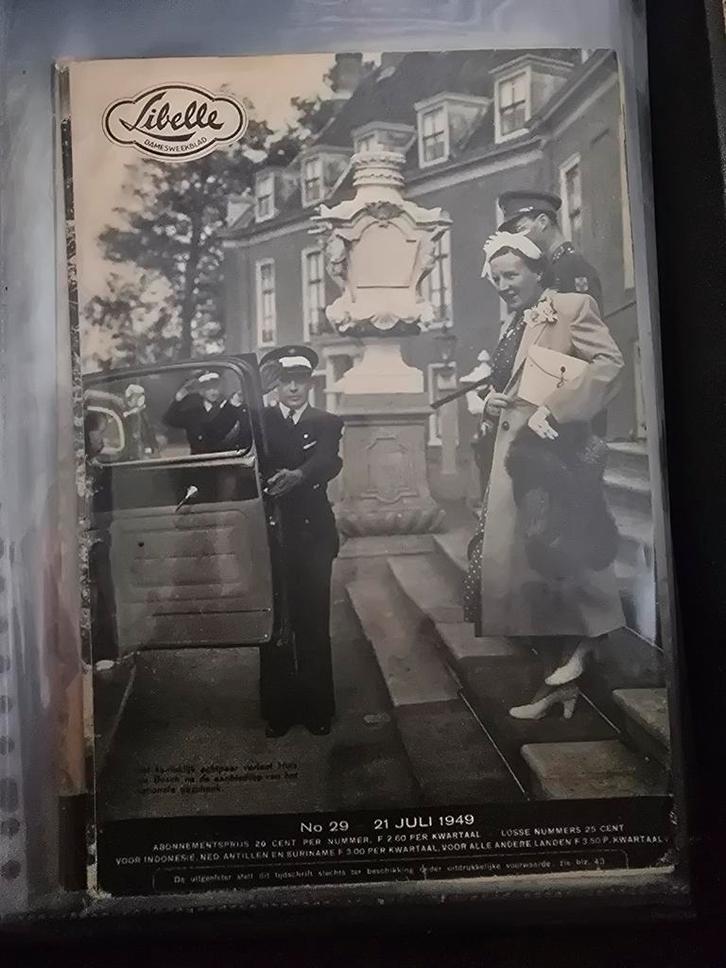 Libelle
DAMESWEEKBLAD
koninklijk echtpaar verlaat Huis
Bosch na de aanbieding van het
nationale geschenk.
No 29 21 JULI 1949
ABONNEMENTSPRIJS 20 CENT PER NUMMER, F 2.60 PER KWARTAAL LOSSE NUMMERS 25 CENT
VOOR INDONESIE, NED ANTILLEN EN SURINAME F 3.00 PER KWARTAAL, VOOR ALLE ANDERE LANDEN F 3.50 P. KWARTAAL
De uitgeefster stelt dit tijdschrift slechts ter beschikking onder uitdrukkelijke voorwaarde, zie blz. 43